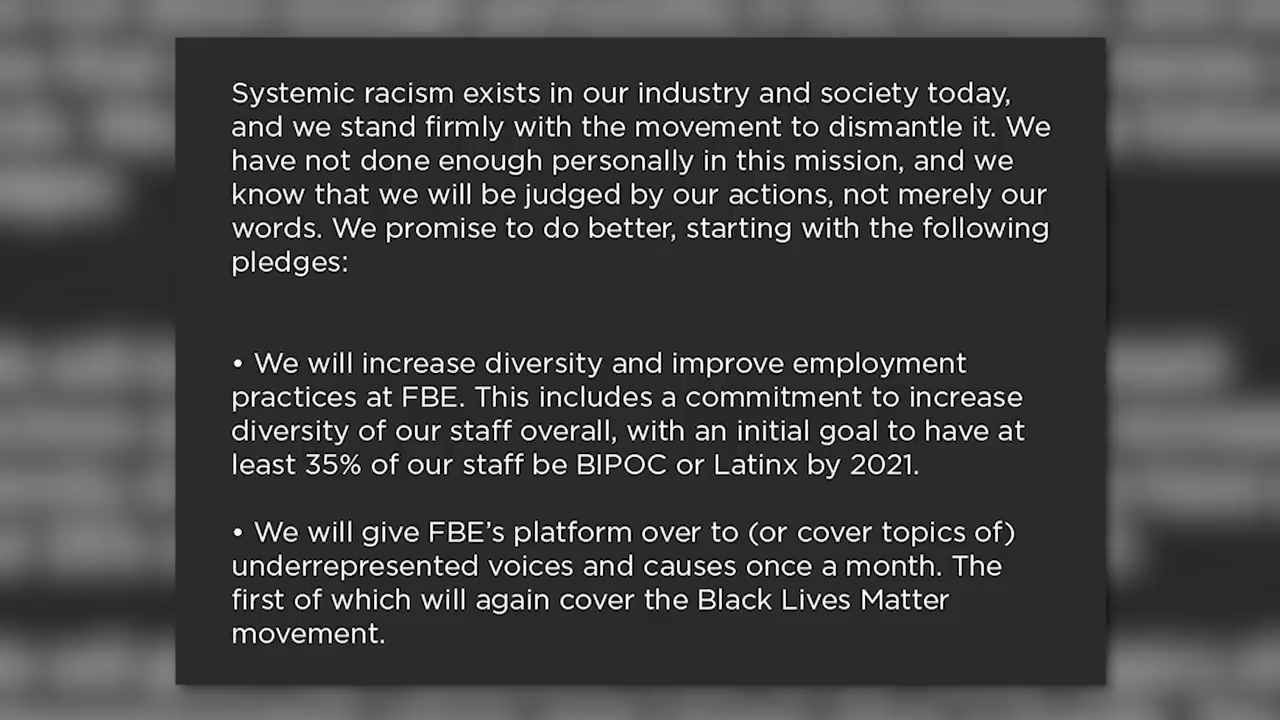 Systemic racism exists in our industry and society today,
and we stand firmly with the movement to dismantle it. We
have not done enough personally in this mission, and we
know that we will be judged by our actions, not merely our
words. We promise to do better, starting with the following
pledges:
• We will increase diversity and improve employment
practices at FBE. This includes a commitment to increase
diversity of our staff overall, with an initial goal to have at
least 35% of our staff be BIPOC or Latinx by 2021.
• We will give FBE’s platform over to (or cover topics of)
underrepresented voices and causes once a month. The
first of which will again cover the Black Lives Matter
movement.